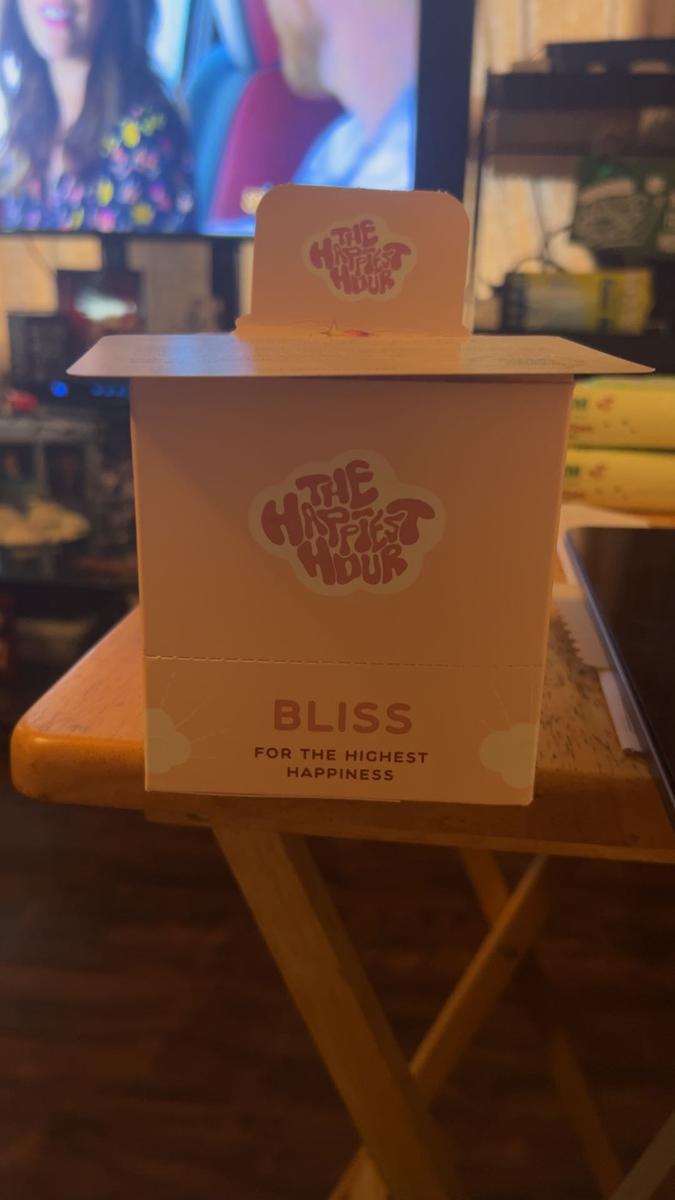 THE
HAPPIEST
HOUR
THE
HAPPIEST
HOUR
BLISS
FOR THE HIGHEST
HAPPINESS